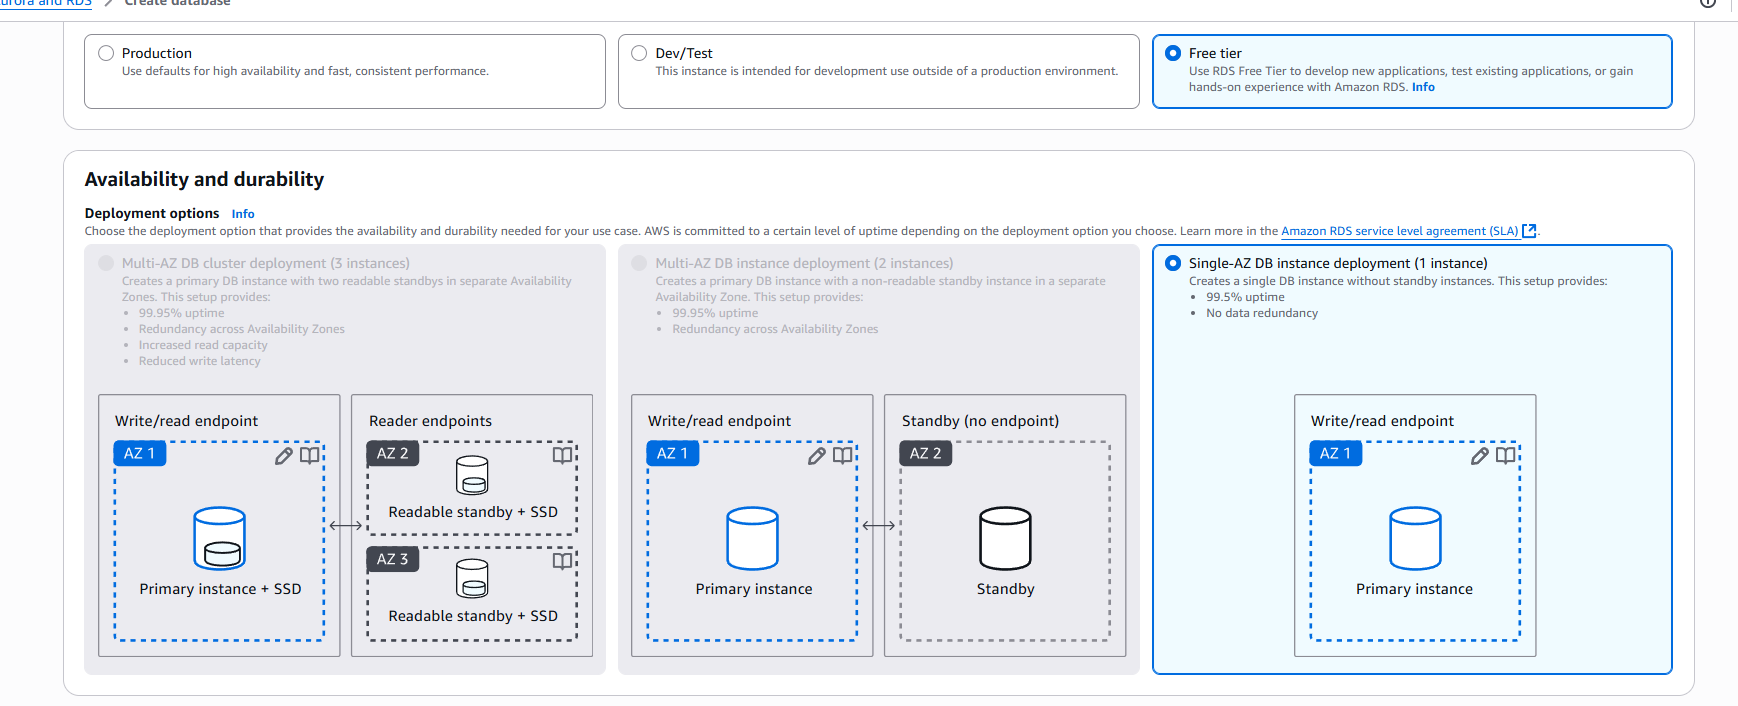 Aurora and RDS > Create database
Production
Use defaults for high availability and fast, consistent performance.
Dev/Test
This instance is intended for development use outside of a production environment.
Free tier
Use RDS Free Tier to develop new applications, test existing applications, or gain
hands-on experience with Amazon RDS. Info
Availability and durability
Deployment options Info
Choose the deployment option that provides the availability and durability needed for your use case. AWS is committed to a certain level of uptime depending on the deployment option you choose. Learn more in the Amazon RDS service level agreement (SLA).
Multi-AZ DB cluster deployment (3 instances)
Creates a primary DB instance with two readable standbys in separate Availability
Zones. This setup provides:
• 99.95% uptime
• Redundancy across Availability Zones
• Increased read capacity
• Reduced write latency
Write/read endpoint
AZ 1
Primary instance + SSD
Reader endpoints
AZ 2
Readable standby + SSD
AZ 3
Readable standby + SSD
Multi-AZ DB instance deployment (2 instances)
Creates a primary DB instance with a non-readable standby instance in a separate
Availability Zone. This setup provides:
• 99.95% uptime
• Redundancy across Availability Zones
Write/read endpoint
AZ 1
Primary instance
Standby (no endpoint)
AZ 2
Standby
Single-AZ DB instance deployment (1 instance)
Creates a single DB instance without standby instances. This setup provides:
• 99.5% uptime
• No data redundancy
Write/read endpoint
AZ 1
Primary instance